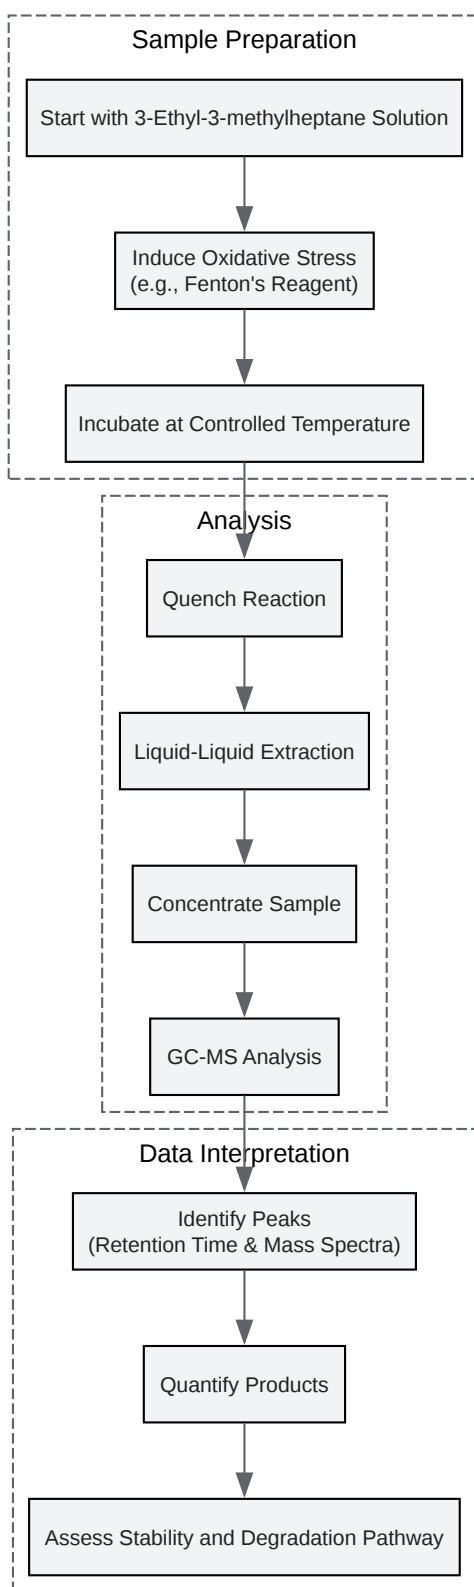 Sample Preparation
Start with 3-Ethyl-3-methylheptane Solution
Induce Oxidative Stress
(e.g., Fenton's Reagent)
Incubate at Controlled Temperature
Analysis
Quench Reaction
Liquid-Liquid Extraction
Concentrate Sample
GC-MS Analysis
Data Interpretation
Identify Peaks
(Retention Time & Mass Spectra)
Quantify Products
Assess Stability and Degradation Pathway